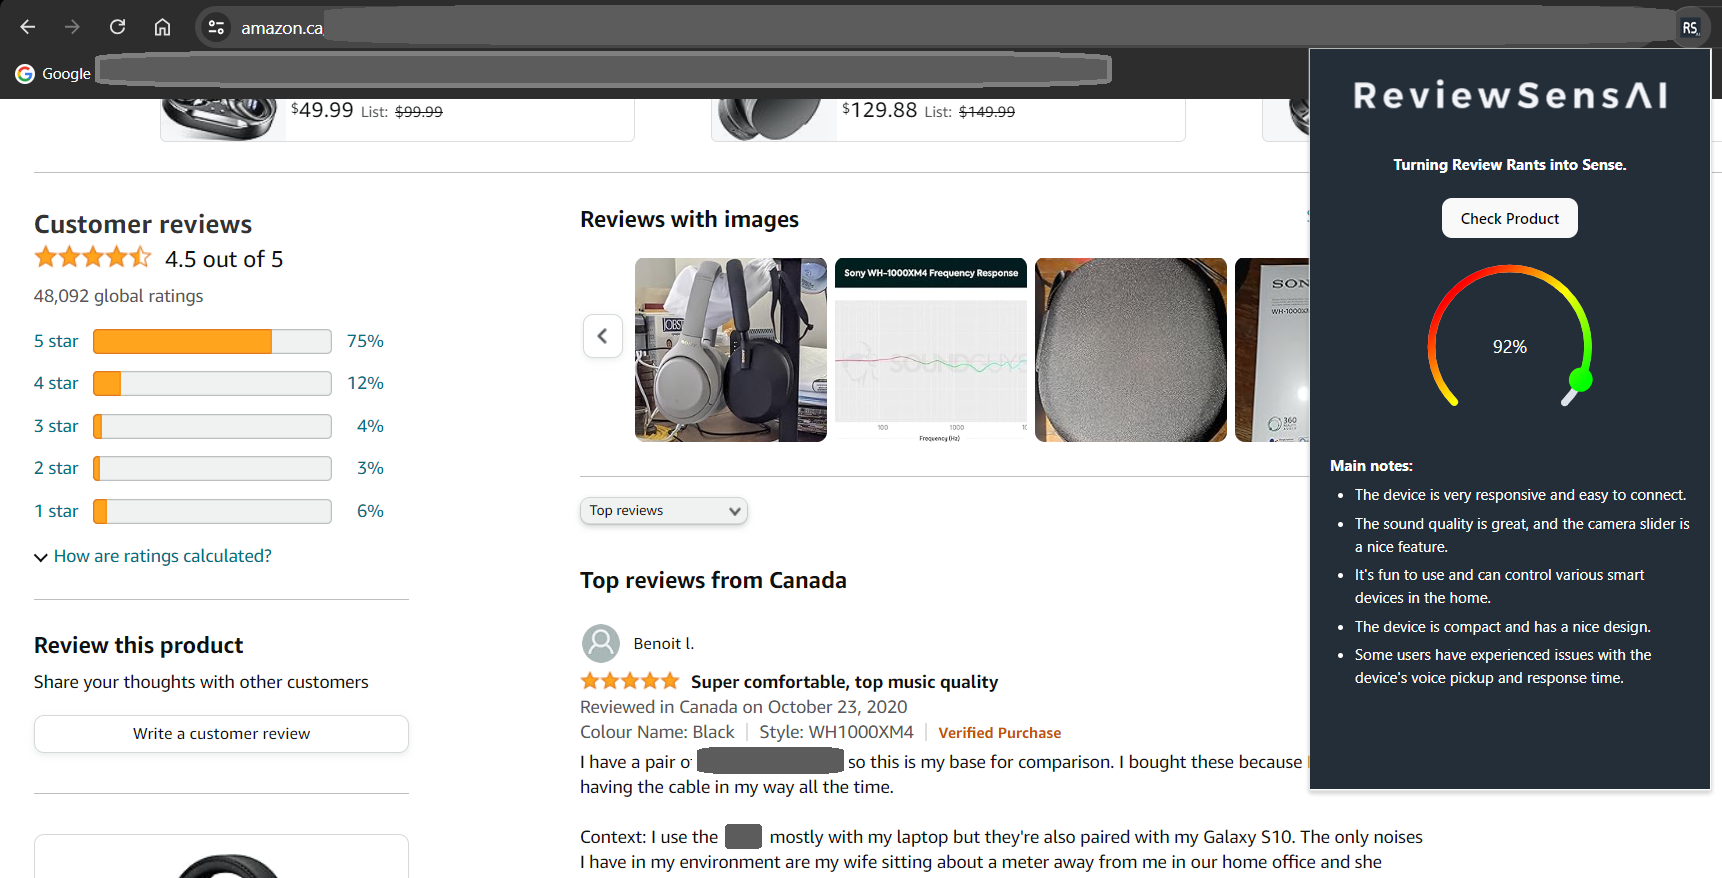 amazon.ca
RS
Google
$49.99 List: $99.99
$129.88 List: $149.99
ReviewSensAI
Turning Review Rants into Sense.
Check Product
92%
Main notes:
The device is very responsive and easy to connect.
The sound quality is great, and the camera slider is
a nice feature.
It's fun to use and can control various smart
devices in the home.
The device is compact and has a nice design.
Some users have experienced issues with the
device's voice pickup and response time.
Customer reviews
4.5 out of 5
48,092 global ratings
5 star 75%
4 star 12%
3 star 4%
2 star 3%
1 star 6%
How are ratings calculated?
Review this product
Share your thoughts with other customers
Write a customer review
Reviews with images
Sony WH-1000XM4 Frequency Response
SOUNDGUYS
100 1000
Frequency (Hz)
SON
WH-1000X
360
Top reviews
Top reviews from Canada
Benoit l.
Super comfortable, top music quality
Reviewed in Canada on October 23, 2020
Colour Name: Black | Style: WH1000XM4 | Verified Purchase
I have a pair o so this is my base for comparison. I bought these because
having the cable in my way all the time.
Context: I use the mostly with my laptop but they're also paired with my Galaxy S10. The only noises
I have in my environment are my wife sitting about a meter away from me in our home office and she